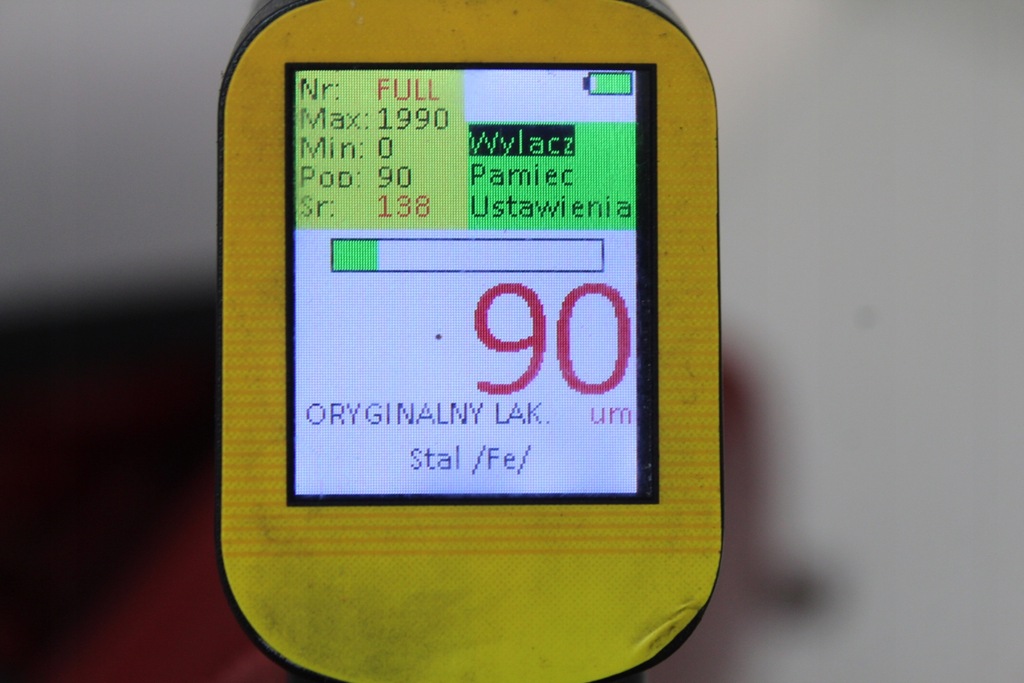 Nr: FULL
Max: 1990
Min: 0
Pop: 90
Sr: 138
Wylacz
Pamiec
Ustawienia
90
ORYGINALNY LAK. um
Stal /Fe/